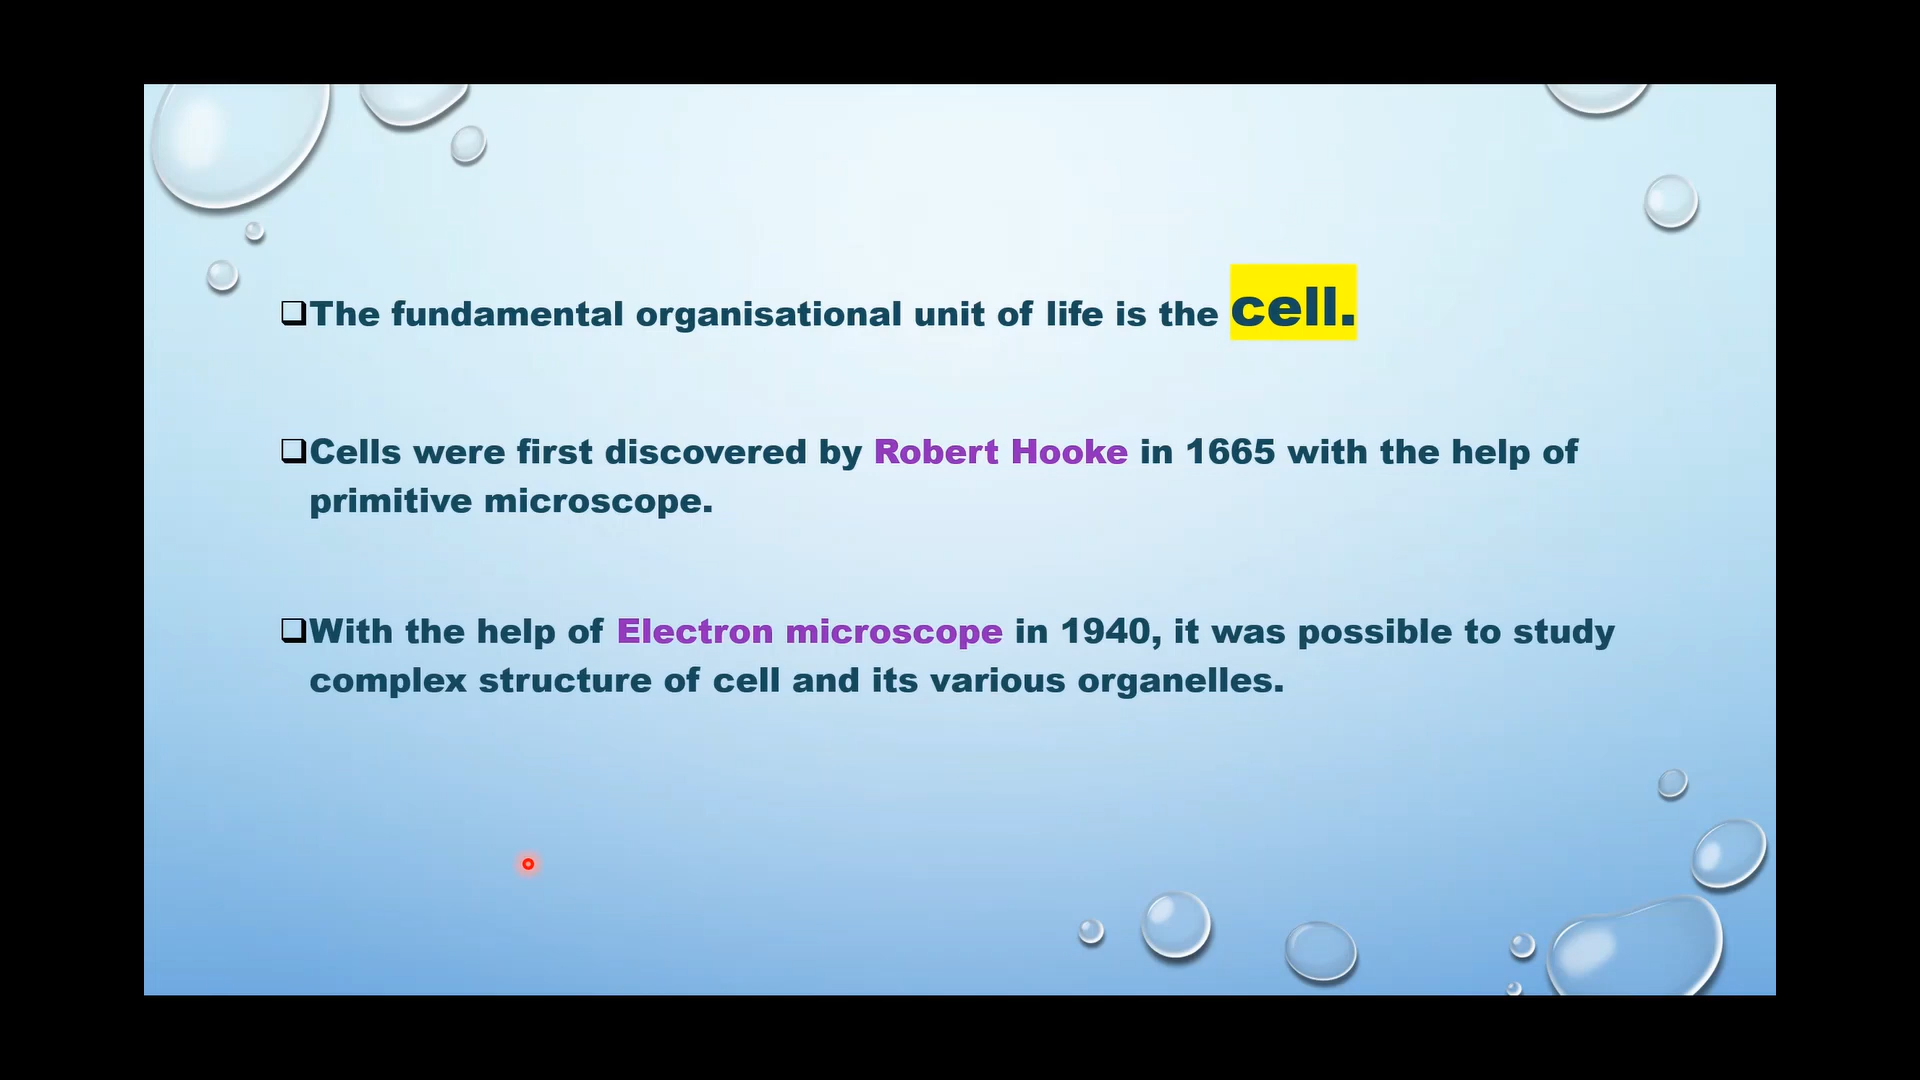 The fundamental organisational unit of life is the cell.
Cells were first discovered by Robert Hooke in 1665 with the help of
primitive microscope.
With the help of Electron microscope in 1940, it was possible to study
complex structure of cell and its various organelles.